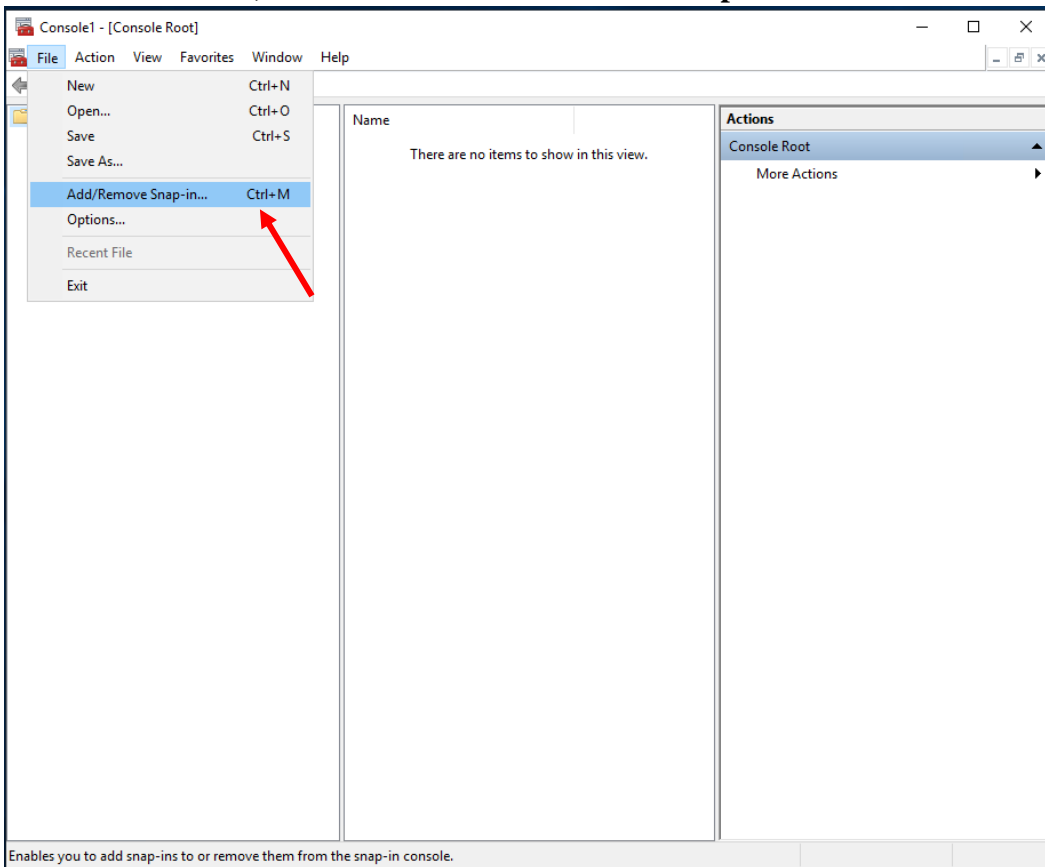 Console1 - [Console Root]
File Action View Favorites Window Help
New Ctrl+N
Open... Ctrl+O
Save Ctrl+S
Save As...
Add/Remove Snap-in... Ctrl+M
Options...
Recent File
Exit
Name
There are no items to show in this view.
Actions
Console Root
More Actions
Enables you to add snap-ins to or remove them from the snap-in console.